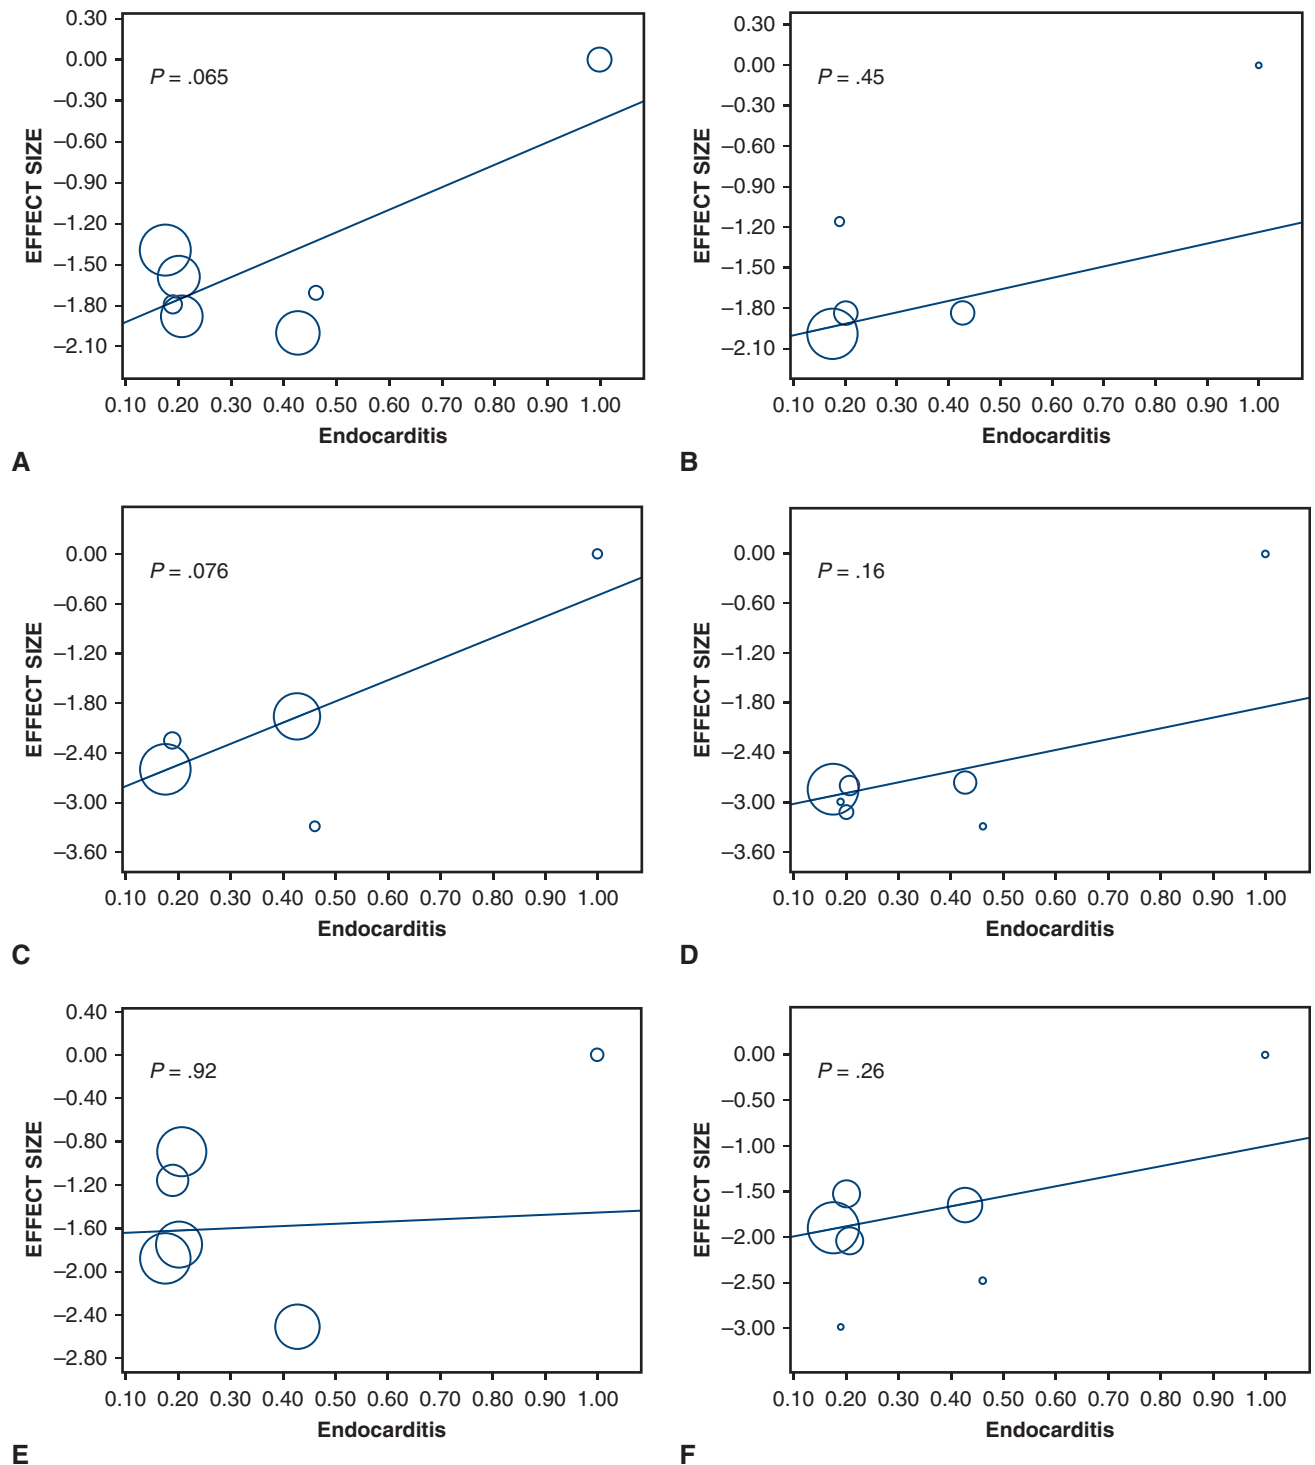 0.30
0.00
–0.30
–0.60
–0.90
–1.20
–1.50
–1.80
–2.10
EFFECT SIZE
P = .065
0.10 0.20 0.30 0.40 0.50 0.60 0.70 0.80 0.90 1.00
Endocarditis
A
0.30
0.00
–0.30
–0.60
–0.90
–1.20
–1.50
–1.80
–2.10
EFFECT SIZE
P = .45
0.10 0.20 0.30 0.40 0.50 0.60 0.70 0.80 0.90 1.00
Endocarditis
B
0.00
–0.60
–1.20
–1.80
–2.40
–3.00
–3.60
EFFECT SIZE
P = .076
0.10 0.20 0.30 0.40 0.50 0.60 0.70 0.80 0.90 1.00
Endocarditis
C
0.00
–0.60
–1.20
–1.80
–2.40
–3.00
–3.60
EFFECT SIZE
P = .16
0.10 0.20 0.30 0.40 0.50 0.60 0.70 0.80 0.90 1.00
Endocarditis
D
0.40
0.00
–0.40
–0.80
–1.20
–1.60
–2.00
–2.40
–2.80
EFFECT SIZE
P = .92
0.10 0.20 0.30 0.40 0.50 0.60 0.70 0.80 0.90 1.00
Endocarditis
E
0.00
–0.50
–1.00
–1.50
–2.00
–2.50
–3.00
EFFECT SIZE
P = .26
0.10 0.20 0.30 0.40 0.50 0.60 0.70 0.80 0.90 1.00
Endocarditis
F